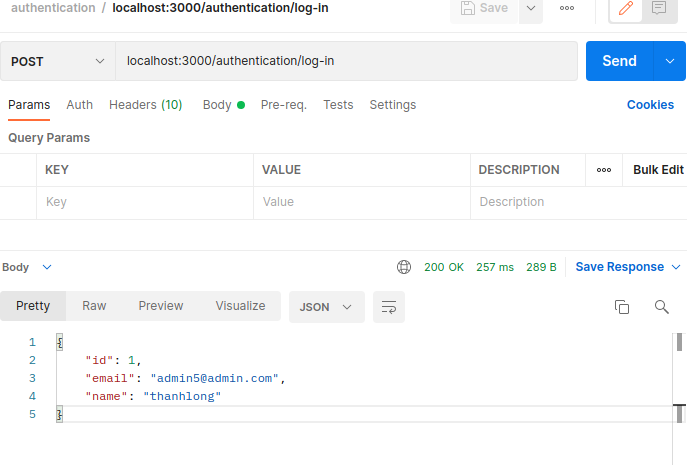 authentication / localhost:3000/authentication/log-in Save
POST localhost:3000/authentication/log-in Send
Params Auth Headers (10) Body Pre-req. Tests Settings Cookies
Query Params
KEY VALUE DESCRIPTION Bulk Edit
Key Value Description
Body 200 OK 257 ms 289 B Save Response
Pretty Raw Preview Visualize JSON
1 {
2 "id": 1,
3 "email": "admin5@admin.com",
4 "name": "thanhlong"
5 }